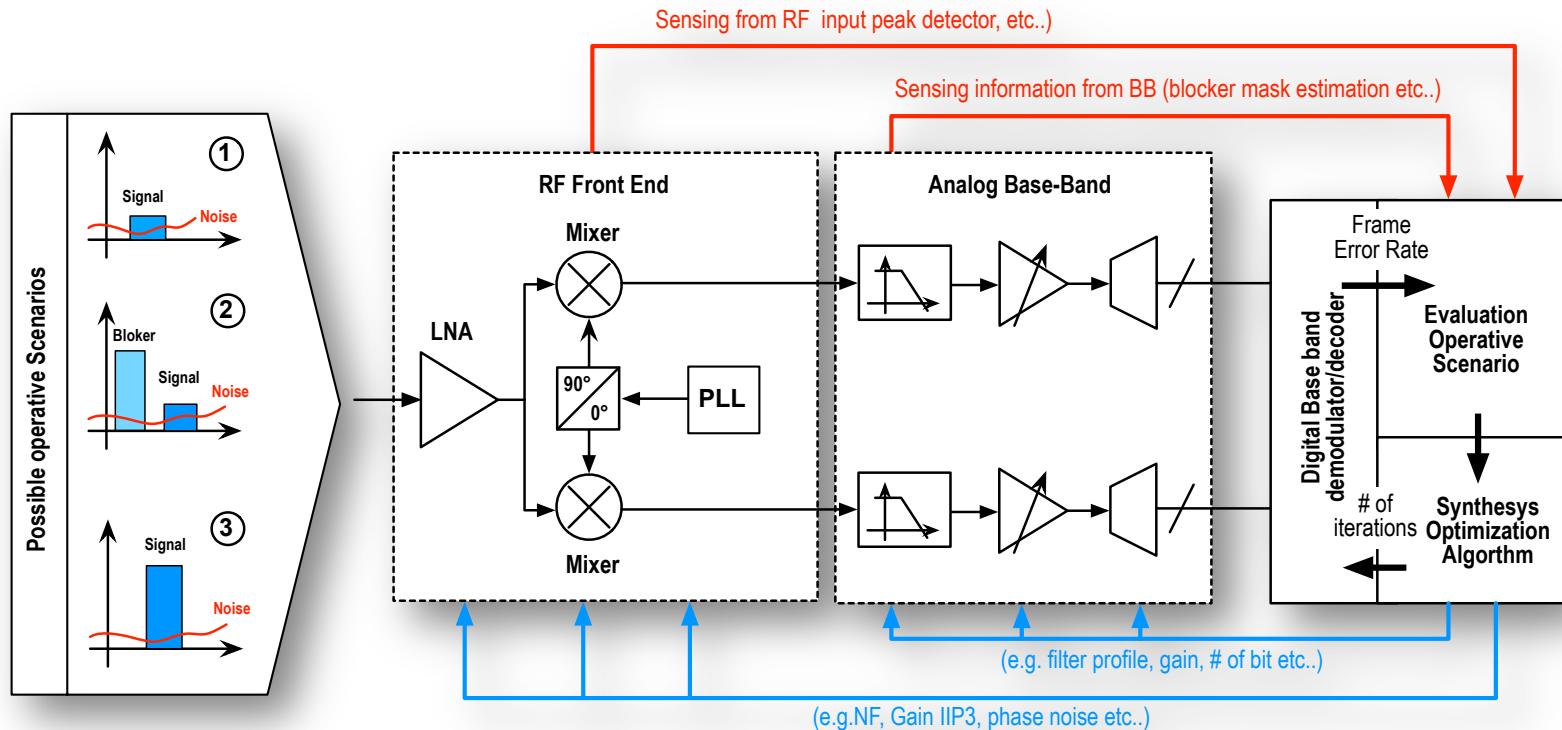 Sensing from RF  input peak detector, etc..)
Sensing information from BB (blocker mask estimation etc..)
Possible operative Scenarios
1
Signal
Noise
2
Bloker
Signal
Noise
3
Signal
Noise
RF Front End
Mixer
LNA
90°
0°
PLL
Mixer
Analog Base-Band
Digital Base band
demodulator/decoder
Frame
Error Rate
Evaluation
Operative
Scenario
# of
iterations
Synthesys
Optimization
Algorthm
(e.g. filter profile, gain, # of bit etc..)
(e.g.NF, Gain IIP3, phase noise etc..)